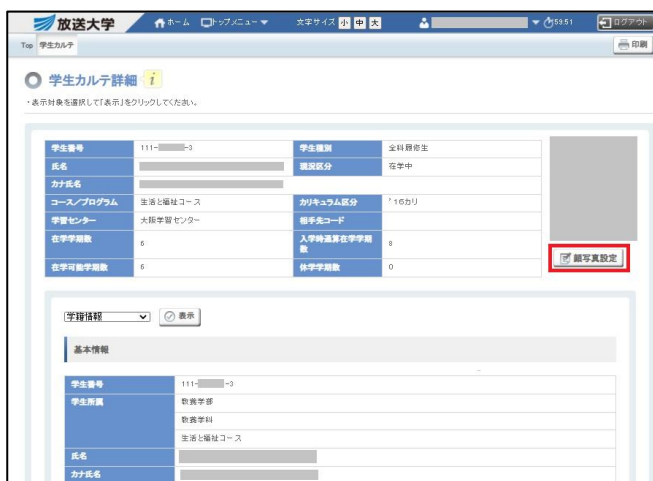 放送大学 ホーム トップメニュー▼ 文字サイズ 小 中 大 ▼ 59:51 ログアウト
Top 学生カルテ 印刷
学生カルテ詳細 i
・表示対象を選択して「表示」をクリックしてください。
学生番号 111- -3 学生種別 全科履修生
氏名 現況区分 在学中
カナ氏名
コース/プログラム 生活と福祉コース カリキュラム区分 '16カリ
学習センター 大阪学習センター 相手先コード
在学学期数 6 入学時通算在学学期数 8
顔写真設定
在学可能学期数 6 休学学期数 0
学籍情報 表示
基本情報
学生番号 111- -3
学生所属 教養学部
教養学科
生活と福祉コース
氏名
カナ氏名